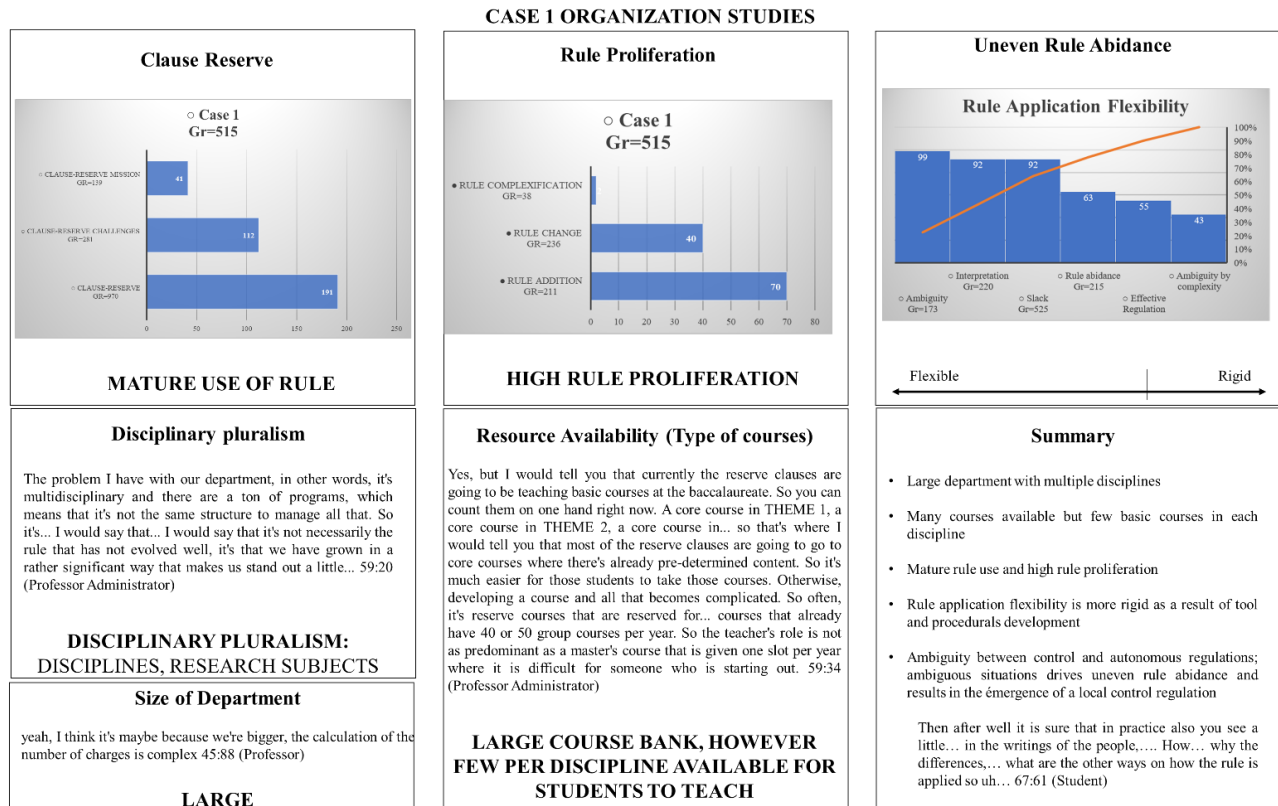 CASE 1 ORGANIZATION STUDIES
Clause Reserve
○ Case 1
Gr=515
○ CLAUSE-RESERVE MISSION
GR=139
41
○ CLAUSE-RESERVE CHALLENGES
GR=281
112
○ CLAUSE-RESERVE
GR=970
191
0 50 100 150 200 250
MATURE USE OF RULE
Rule Proliferation
○ Case 1
Gr=515
● RULE COMPLEXIFICATION
GR=38
● RULE CHANGE
GR=236
40
● RULE ADDITION
GR=211
70
0 10 20 30 40 50 60 70 80
HIGH RULE PROLIFERATION
Uneven Rule Abidance
Rule Application Flexibility
99 92 92 63 55 43
100%
90%
80%
70%
60%
50%
40%
30%
20%
10%
0%
○ Interpretation
Gr=220
○ Rule abidance
Gr=215
○ Ambiguity by
complexity
○ Ambiguity
Gr=173
○ Slack
Gr=525
○ Effective
Regulation
Flexible Rigid
Disciplinary pluralism
The problem I have with our department, in other words, it's
multidisciplinary and there are a ton of programs, which
means that it's not the same structure to manage all that. So
it's... I would say that... I would say that it's not necessarily the
rule that has not evolved well, it's that we have grown in a
rather significant way that makes us stand out a little... 59:20
(Professor Administrator)
DISCIPLINARY PLURALISM:
DISCIPLINES, RESEARCH SUBJECTS
Size of Department
yeah, I think it's maybe because we're bigger, the calculation of the
number of charges is complex 45:88 (Professor)
LARGE
Resource Availability (Type of courses)
Yes, but I would tell you that currently the reserve clauses are
going to be teaching basic courses at the baccalaureate. So you can
count them on one hand right now. A core course in THEME 1, a
core course in THEME 2, a core course in... so that's where I
would tell you that most of the reserve clauses are going to go to
core courses where there's already pre-determined content. So it's
much easier for those students to take those courses. Otherwise,
developing a course and all that becomes complicated. So often,
it's reserve courses that are reserved for... courses that already
have 40 or 50 group courses per year. So the teacher's role is not
as predominant as a master's course that is given one slot per year
where it is difficult for someone who is starting out. 59:34
(Professor Administrator)
LARGE COURSE BANK, HOWEVER
FEW PER DISCIPLINE AVAILABLE FOR
STUDENTS TO TEACH
Summary
• Large department with multiple disciplines
• Many courses available but few basic courses in each
discipline
• Mature rule use and high rule proliferation
• Rule application flexibility is more rigid as a result of tool
and procedurals development
• Ambiguity between control and autonomous regulations;
ambiguous situations drives uneven rule abidance and
results in the émergence of a local control regulation
Then after well it is sure that in practice also you see a
little… in the writings of the people,…. How… why the
differences,… what are the other ways on how the rule is
applied so uh… 67:61 (Student)